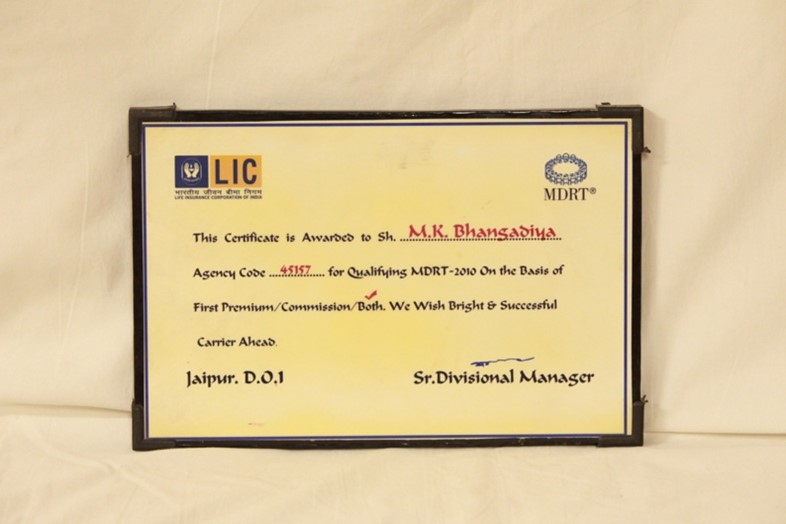 LIC
भारतीय जीवन बीमा निगम
LIFE INSURANCE CORPORATION OF INDIA
MDRT®
This Certificate is Awarded to Sh. M.K. Bhangadiya
Agency Code 45157 for Qualifying MDRT-2010 On the Basis of
First Premium/Commission/Both. We Wish Bright & Successful
Carrier Ahead.
Jaipur. D.O.1
Sr.Divisional Manager